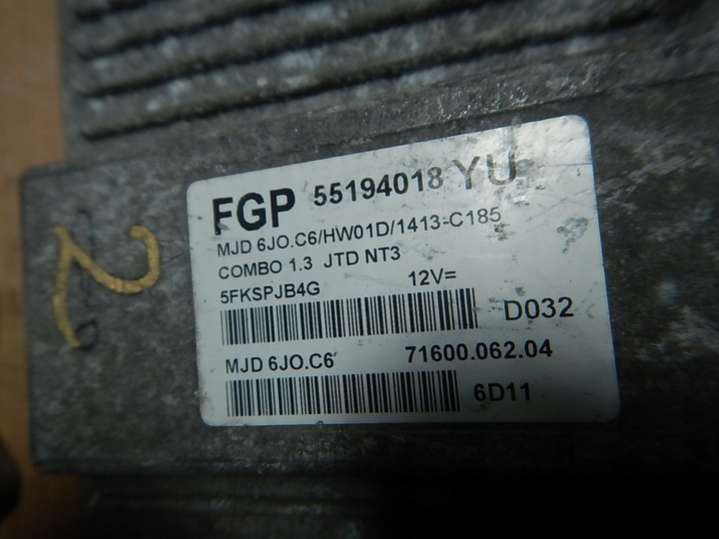 FGP 55194018 YU
MJD 6JO.C6/HW01D/1413-C185
COMBO 1.3 JTD NT3
5FKSPJB4G 12V=
D032
MJD 6JO.C6 71600.062.04
6D11
2